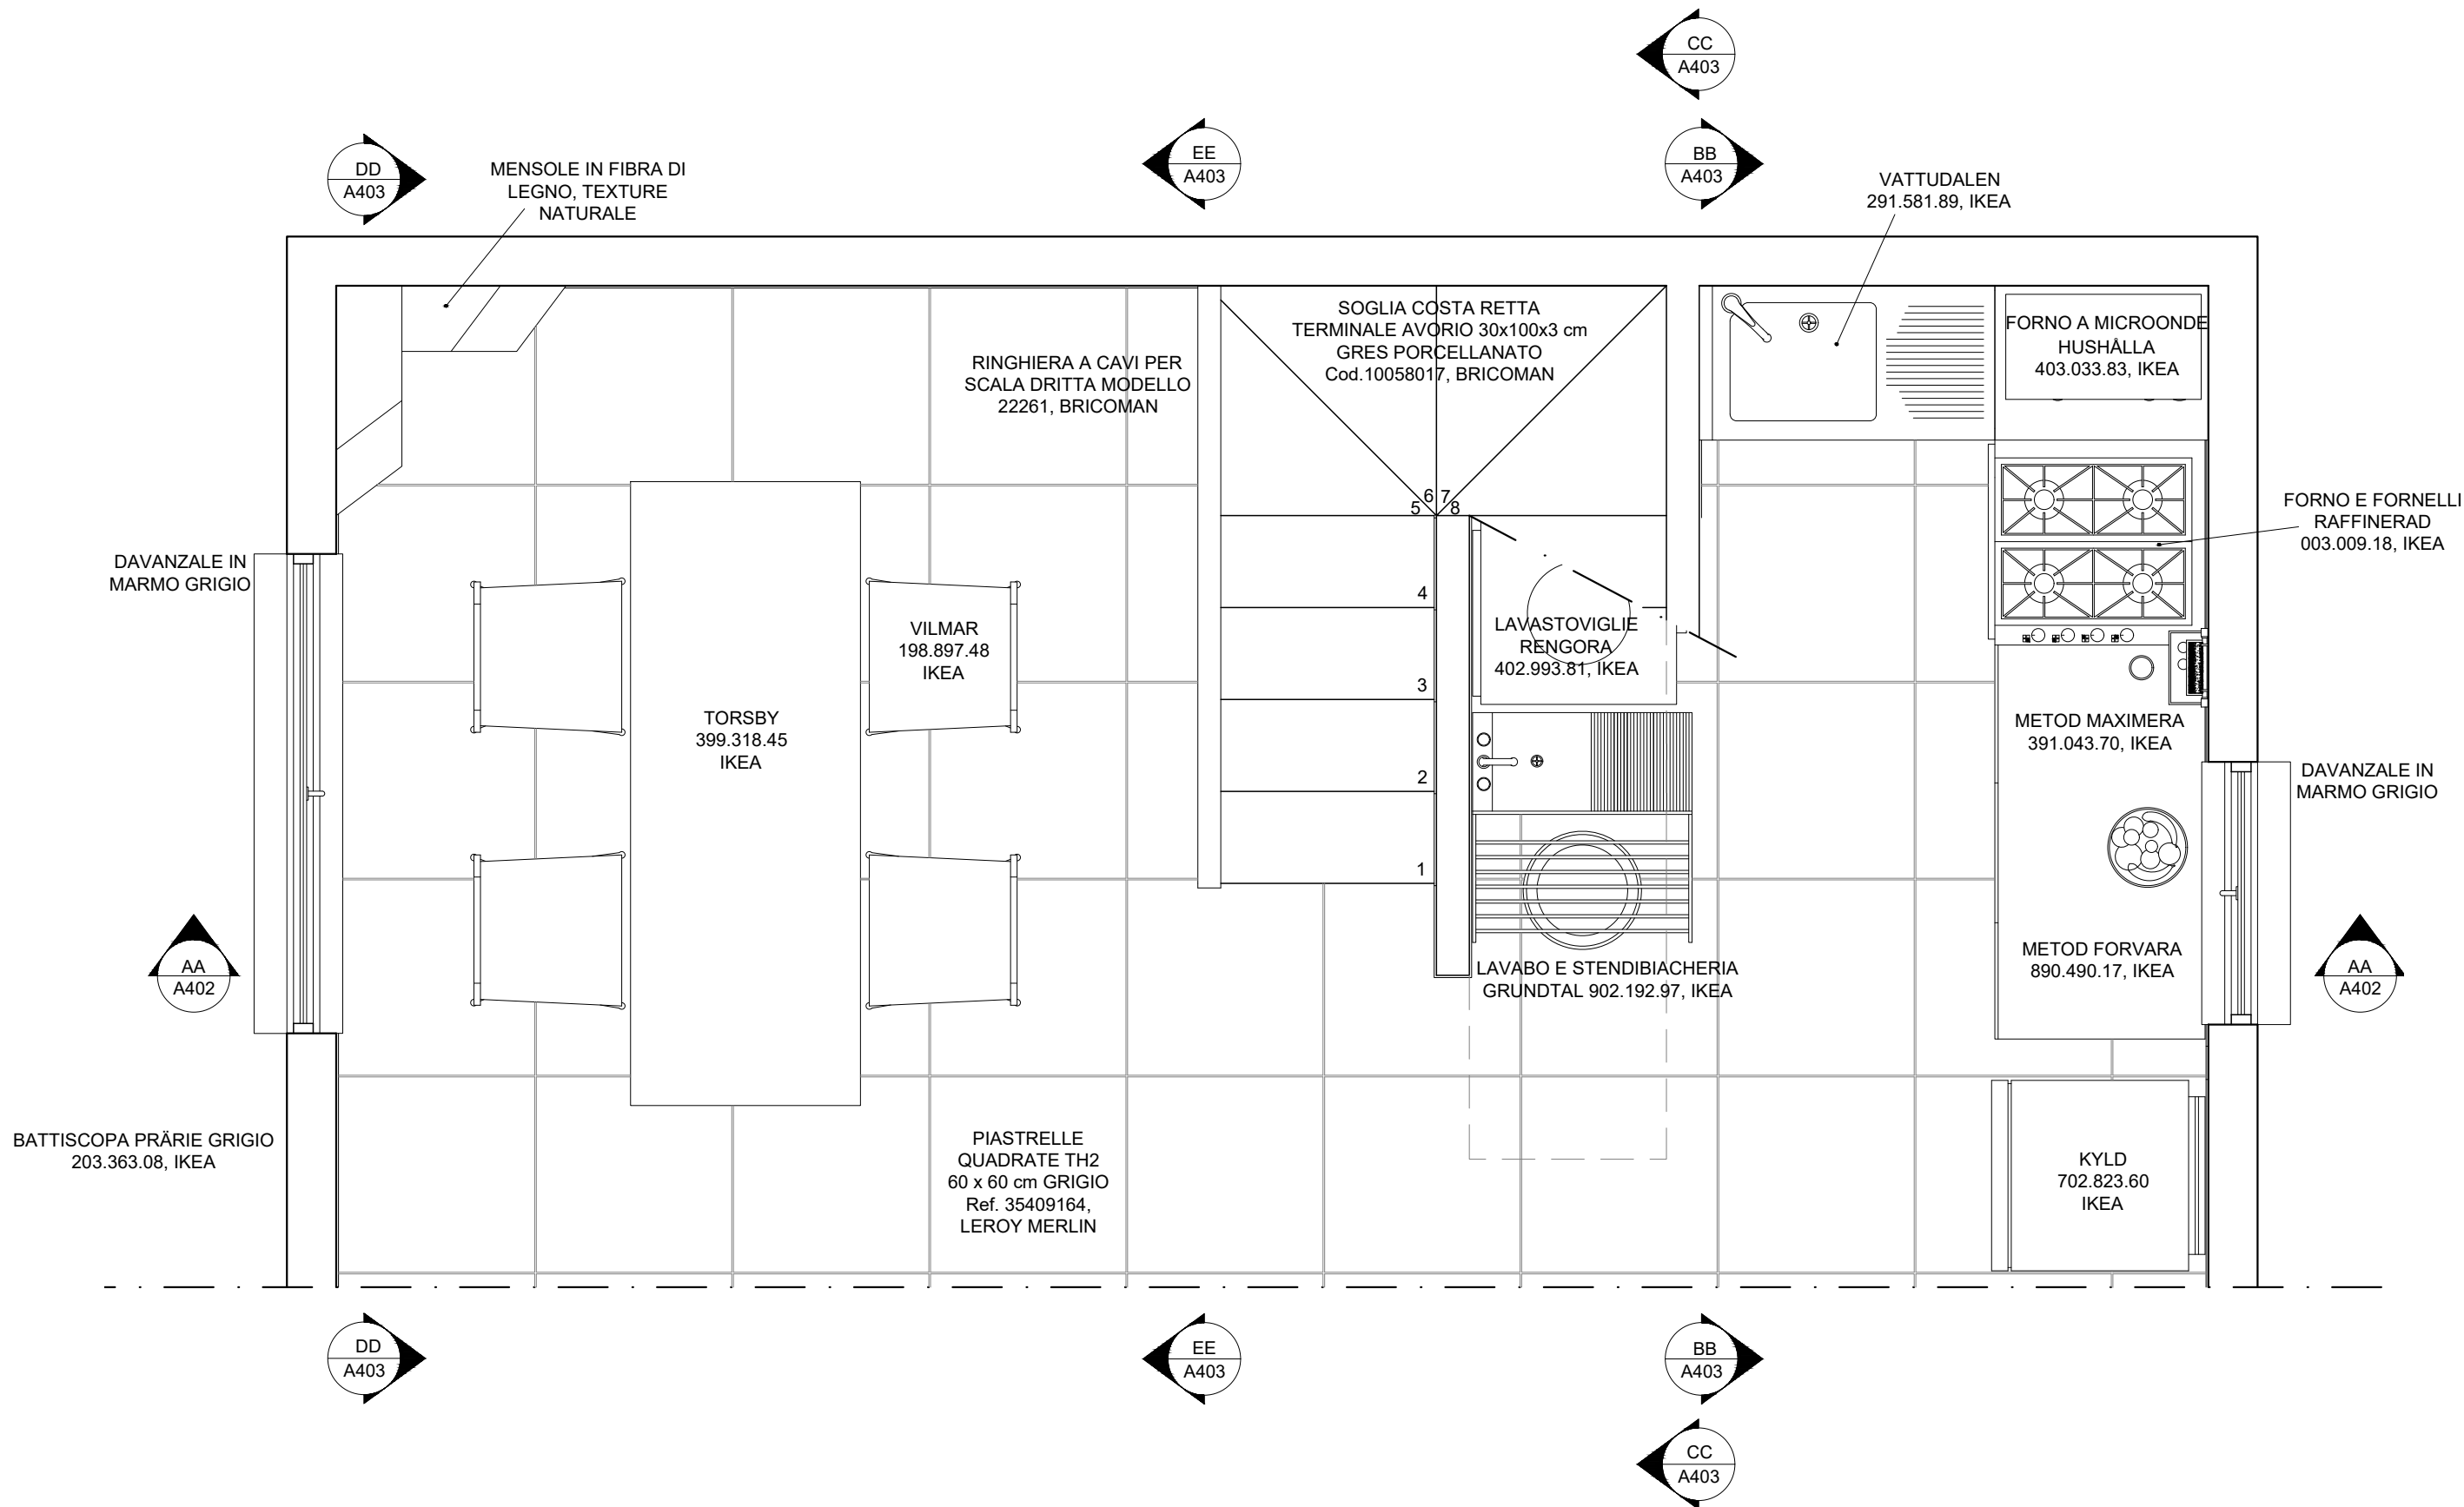 CC
A403
DD
A403
MENSOLE IN FIBRA DI
LEGNO, TEXTURE
NATURALE
EE
A403
BB
A403
VATTUDALEN
291.581.89, IKEA
SOGLIA COSTA RETTA
TERMINALE AVORIO 30x100x3 cm
GRES PORCELLANATO
Cod.10058017, BRICOMAN
FORNO A MICROONDE
HUSHÅLLA
403.033.83, IKEA
RINGHIERA A CAVI PER
SCALA DRITTA MODELLO
22261, BRICOMAN
6 7
5 8
FORNO E FORNELLI
RAFFINERAD
003.009.18, IKEA
DAVANZALE IN
MARMO GRIGIO
4
VILMAR
198.897.48
IKEA
LAVASTOVIGLIE
RENGORA
402.993.81, IKEA
3
TORSBY
399.318.45
IKEA
METOD MAXIMERA
391.043.70, IKEA
2
DAVANZALE IN
MARMO GRIGIO
1
AA
A402
LAVABO E STENDIBIACHERIA
GRUNDTAL 902.192.97, IKEA
METOD FORVARA
890.490.17, IKEA
AA
A402
BATTISCOPA PRÄRIE GRIGIO
203.363.08, IKEA
PIASTRELLE
QUADRATE TH2
60 x 60 cm GRIGIO
Ref. 35409164,
LEROY MERLIN
KYLD
702.823.60
IKEA
DD
A403
EE
A403
BB
A403
CC
A403